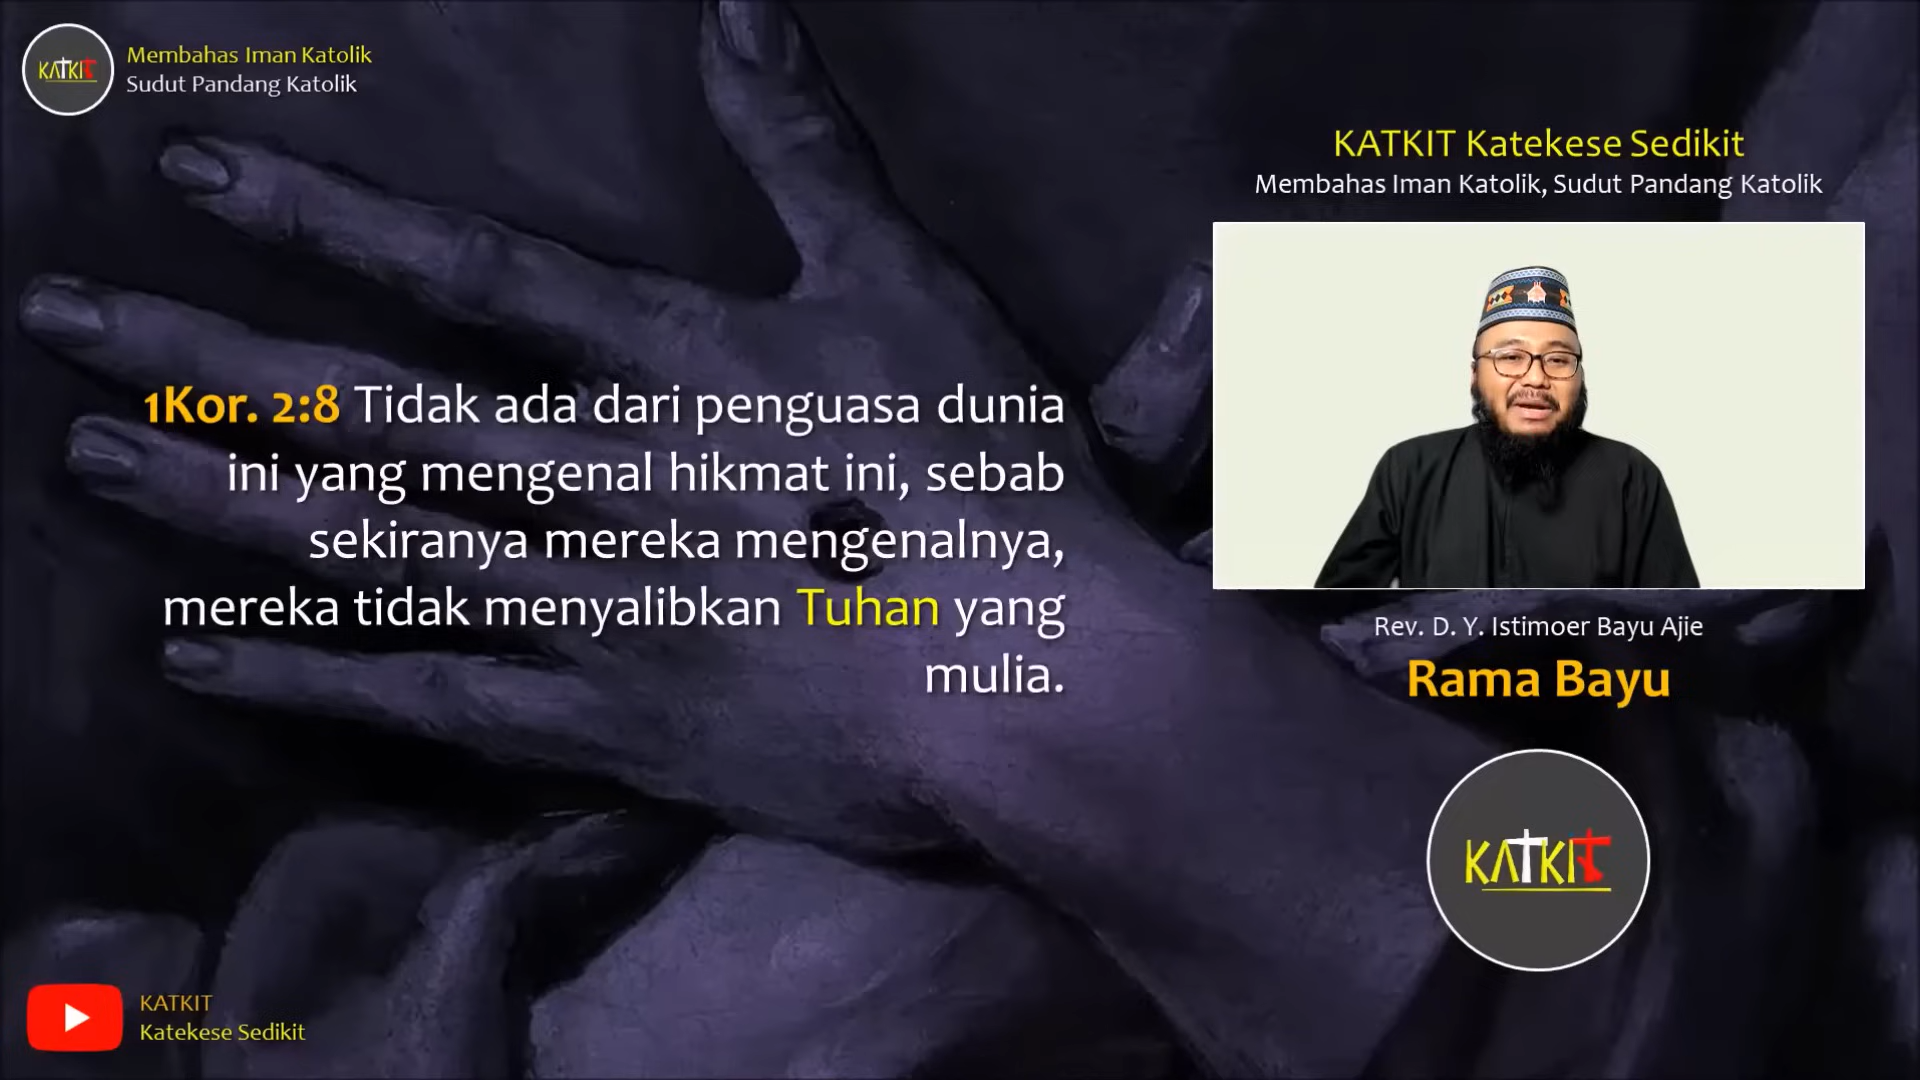 KATKIT
Membahas Iman Katolik
Sudut Pandang Katolik
KATKIT Katekese Sedikit
Membahas Iman Katolik, Sudut Pandang Katolik
1Kor. 2:8 Tidak ada dari penguasa dunia
ini yang mengenal hikmat ini, sebab
sekiranya mereka mengenalnya,
mereka tidak menyalibkan Tuhan yang
mulia.
Rev. D. Y. Istimoer Bayu Ajie
Rama Bayu
KATKIT
KATKIT
Katekese Sedikit